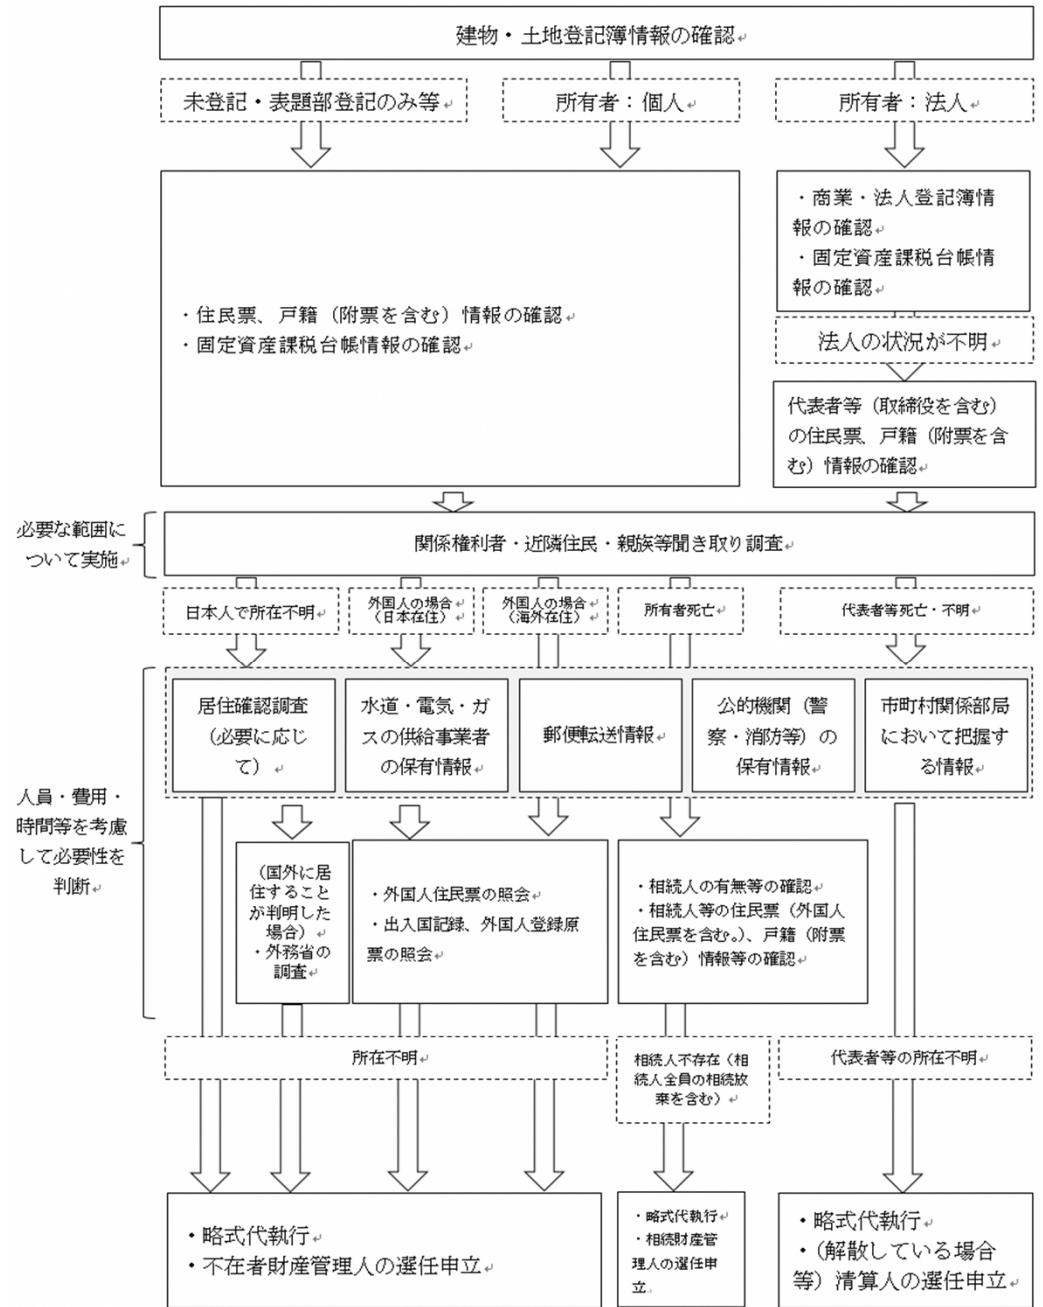 建物・土地登記簿情報の確認
未登記・表題部登記のみ等
所有者：個人
所有者：法人
・住民票、戸籍（附票を含む）情報の確認
・固定資産課税台帳情報の確認
・商業・法人登記簿情
報の確認
・固定資産課税台帳情
報の確認
法人の状況が不明
代表者等（取締役を含む）
の住民票、戸籍（附票を含
む）情報の確認
必要な範囲に
ついて実施
関係権利者・近隣住民・親族等聞き取り調査
日本人で所在不明
外国人の場合
（日本在住）
外国人の場合
（海外在住）
所有者死亡
代表者等死亡・不明
人員・費用・
時間等を考慮
して必要性を
判断
居住確認調査
（必要に応じ
て）
水道・電気・ガ
スの供給事業者
の保有情報
郵便転送情報
公的機関（警
察・消防等）の
保有情報
市町村関係部局
において把握す
る情報
（国外に居
住すること
が判明した
場合）
・外務省の
調査
・外国人住民票の照会
・出入国記録、外国人登録原
票の照会
・相続人の有無等の確認
・相続人等の住民票（外国人
住民票を含む。）、戸籍（附票
を含む）情報等の確認
所在不明
相続人不存在（相
続人全員の相続放
棄を含む）
代表者等の所在不明
・略式代執行
・不在者財産管理人の選任申立
・略式代執行
・相続財産管
理人の選任申
立
・略式代執行
・（解散している場合
等）清算人の選任申立